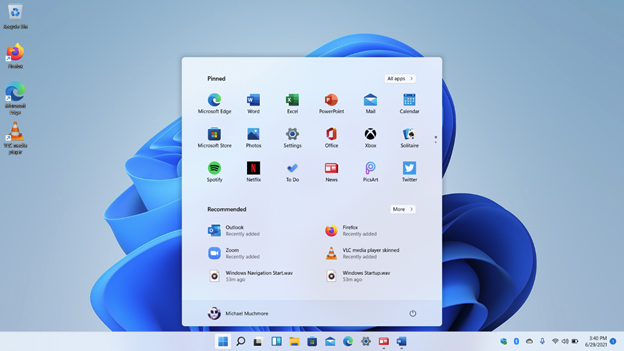 Recycle Bin
Firefox
Microsoft
Edge
VLC media
player
Pinned
All apps
Microsoft Edge
Word
Excel
PowerPoint
Mail
Calendar
Microsoft Store
Photos
Settings
Office
Xbox
Solitaire
Spotify
Netflix
To Do
News
PicsArt
Twitter
Recommended
More
Outlook
Recently added
Firefox
Recently added
Zoom
Recently added
VLC media player skinned
Recently added
Windows Navigation Start.wav
53m ago
Windows Startup.wav
53m ago
Michael Muchmore
3:40 PM
6/29/2021